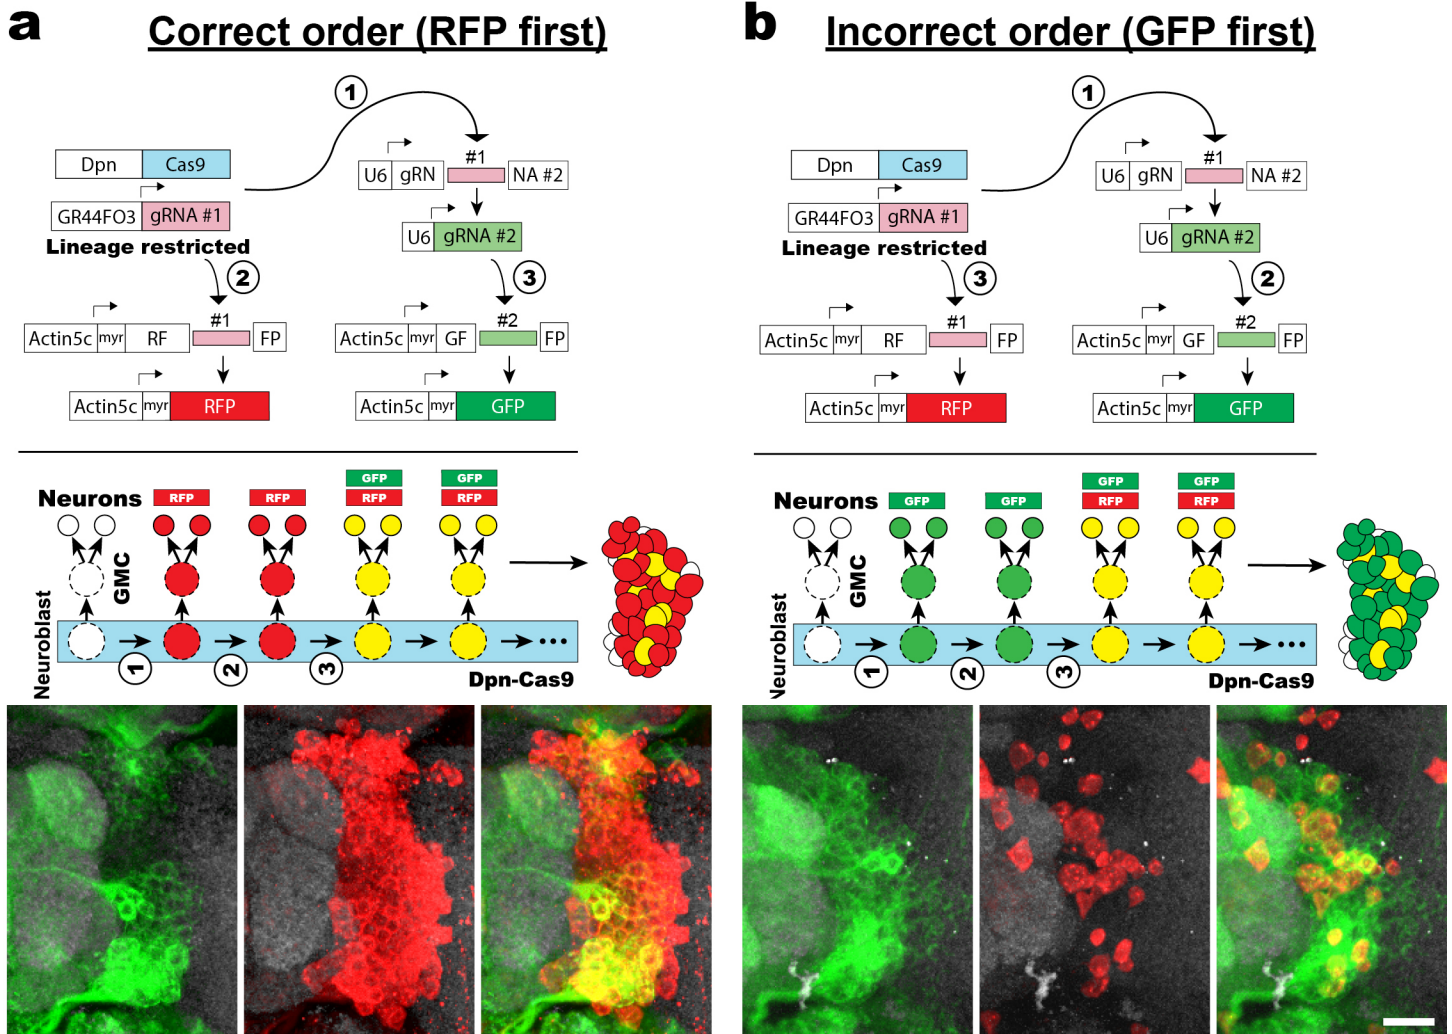 a
Correct order (RFP first)
1
Dpn Cas9
GR44FO3 gRNA #1
Lineage restricted
#1
U6 gRN NA #2
U6 gRNA #2
2
3
#1
Actin5c myr RF FP
Actin5c myr RFP
#2
Actin5c myr GF FP
Actin5c myr GFP
GFP GFP
Neurons RFP RFP RFP RFP
GMC
Neuroblast
1 2 3
Dpn-Cas9
b
Incorrect order (GFP first)
1
Dpn Cas9
GR44FO3 gRNA #1
Lineage restricted
#1
U6 gRN NA #2
U6 gRNA #2
3
2
#1
Actin5c myr RF FP
Actin5c myr RFP
#2
Actin5c myr GF FP
Actin5c myr GFP
GFP GFP
Neurons GFP GFP RFP RFP
GMC
Neuroblast
1 2 3
Dpn-Cas9